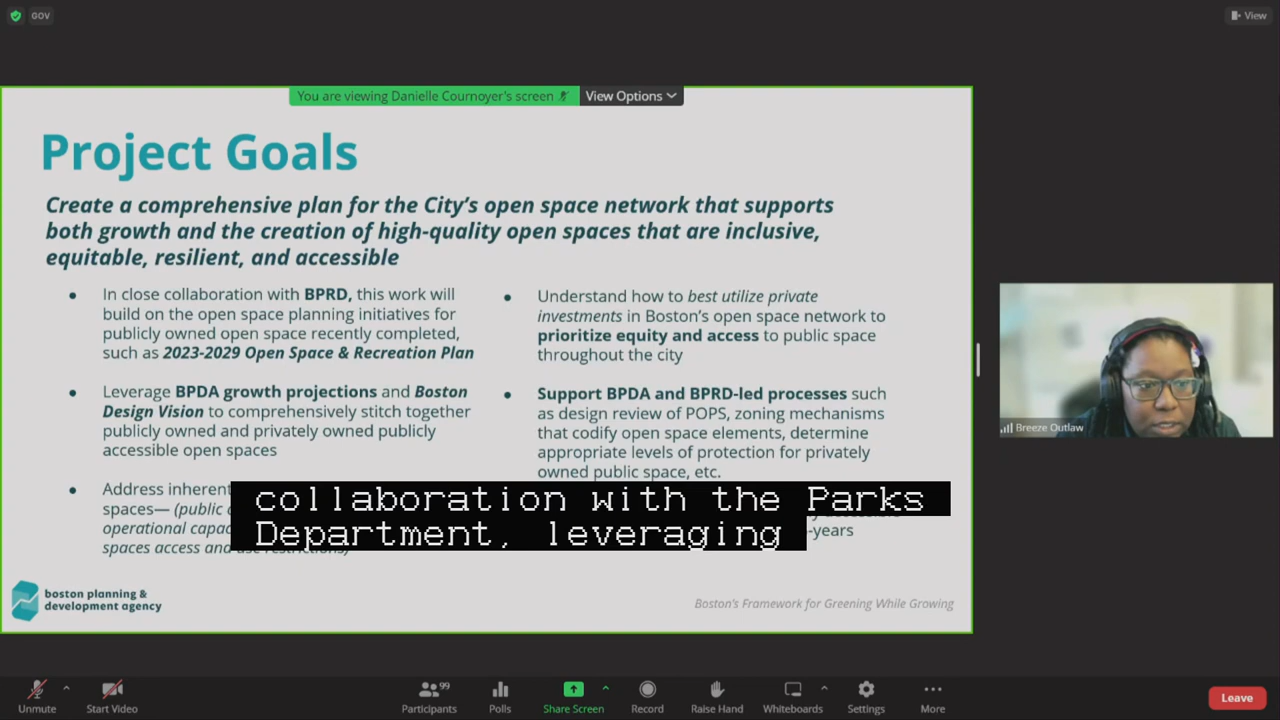 GOV
View
You are viewing Danielle Cournoyer's screen
View Options
Project Goals
Create a comprehensive plan for the City's open space network that supports
both growth and the creation of high-quality open spaces that are inclusive,
equitable, resilient, and accessible
• In close collaboration with BPRD, this work will
build on the open space planning initiatives for
publicly owned open space recently completed,
such as 2023-2029 Open Space & Recreation Plan
• Leverage BPDA growth projections and Boston
Design Vision to comprehensively stitch together
publicly owned and privately owned publicly
accessible open spaces
• Address inherent
spaces— (public
operational
spaces access and use restrictions)
• Understand how to best utilize private
investments in Boston's open space network to
prioritize equity and access to public space
throughout the city
• Support BPDA and BPRD-led processes such
as design review of POPS, zoning mechanisms
that codify open space elements, determine
appropriate levels of protection for privately
owned public space, etc.
-years
collaboration with the Parks
Department, leveraging
boston planning &
development agency
Boston's Framework for Greening While Growing
Breeze Outlaw
Unmute
Start Video
Participants
99
Polls
Share Screen
Record
Raise Hand
Whiteboards
Settings
More
Leave